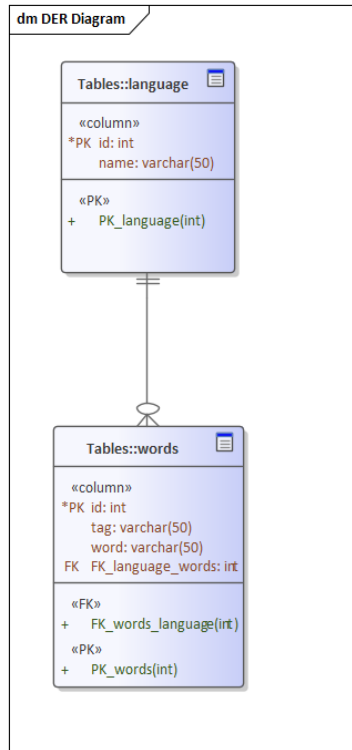 dm DER Diagram
Tables::language
«column»
*PK id: int
name: varchar(50)
«PK»
+ PK_language(int)
Tables::words
«column»
*PK id: int
tag: varchar(50)
word: varchar(50)
FK FK_language_words: int
«FK»
+ FK_words_language(int)
«PK»
+ PK_words(int)